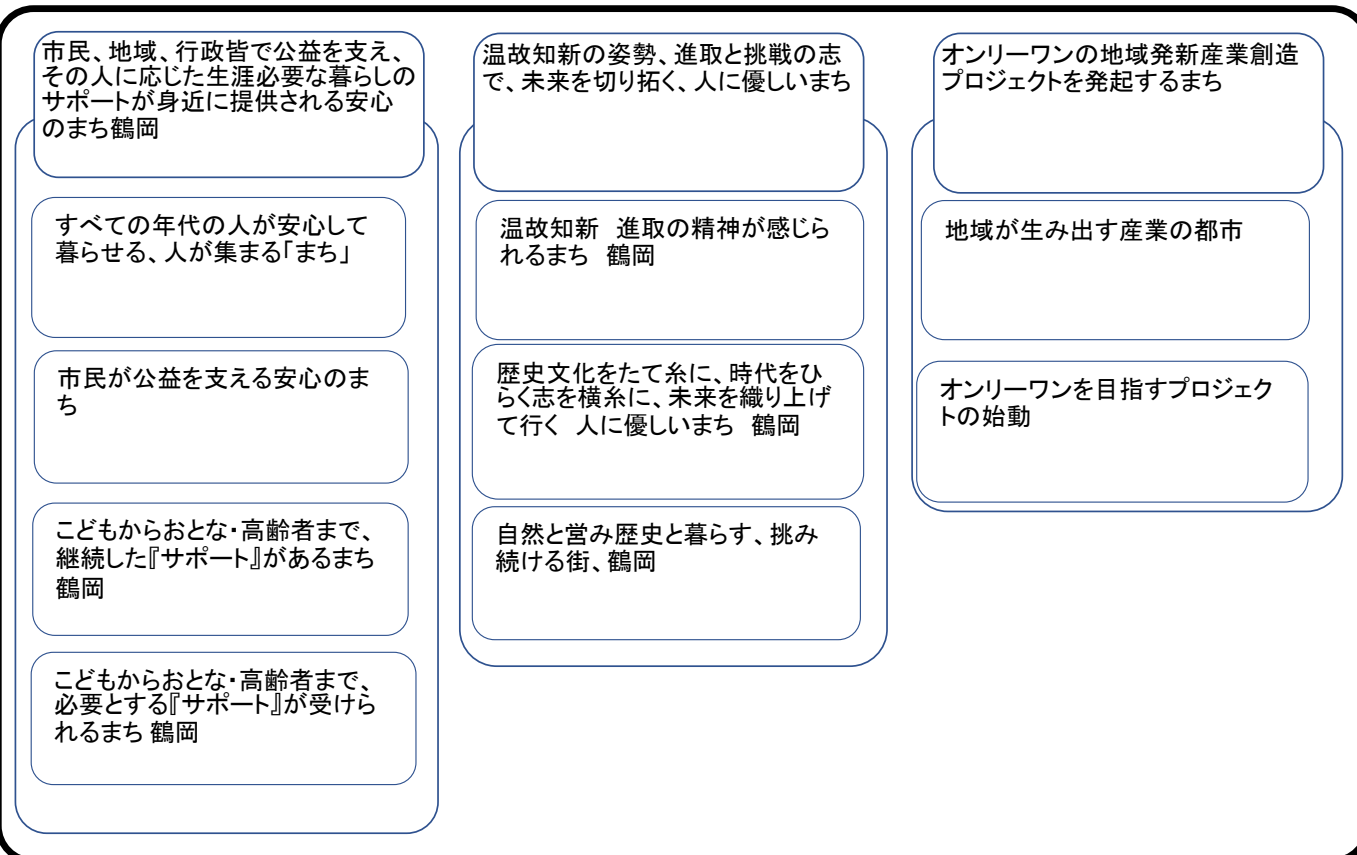 市民、地域、行政皆で公益を支え、
その人に応じた生涯必要な暮らしの
サポートが身近に提供される安心
のまち鶴岡
すべての年代の人が安心して
暮らせる、人が集まる「まち」
市民が公益を支える安心のま
ち
こどもからおとな・高齢者まで、
継続した『サポート』があるまち
鶴岡
こどもからおとな・高齢者まで、
必要とする『サポート』が受けら
れるまち 鶴岡
温故知新の姿勢、進取と挑戦の志
で、未来を切り拓く、人に優しいまち
温故知新　進取の精神が感じら
れるまち　鶴岡
歴史文化をたて糸に、時代をひ
らく志を横糸に、未来を織り上げ
て行く　人に優しいまち　鶴岡
自然と営み歴史と暮らす、挑み
続ける街、鶴岡
オンリーワンの地域発新産業創造
プロジェクトを発起するまち
地域が生み出す産業の都市
オンリーワンを目指すプロジェク
トの始動